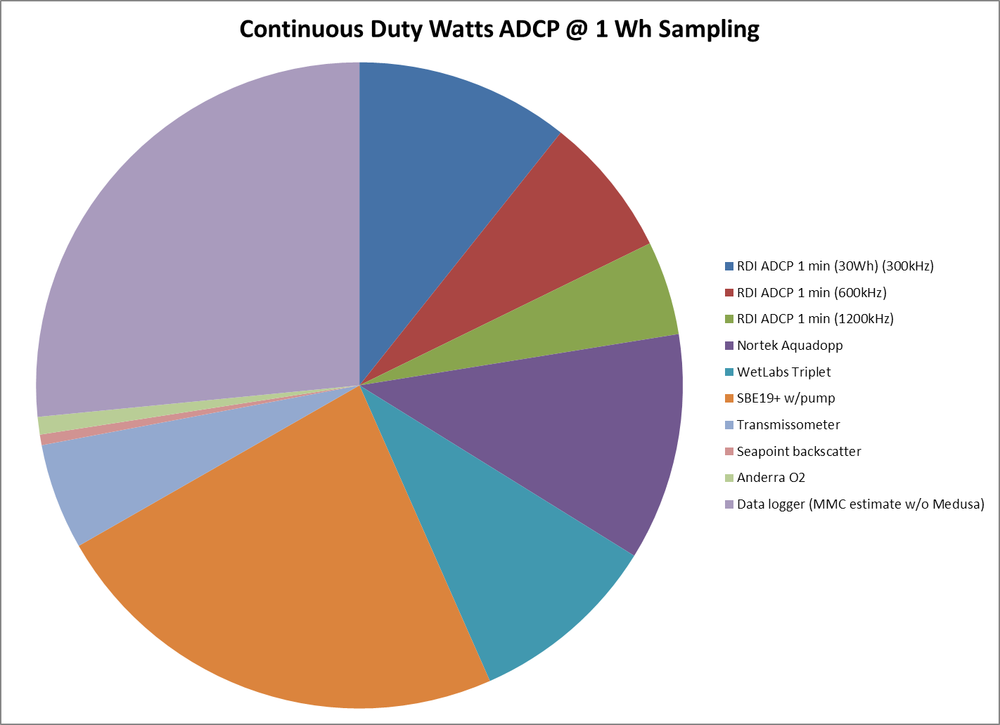 Continuous Duty Watts ADCP @ 1 Wh Sampling
RDI ADCP 1 min (30Wh) (300kHz)
RDI ADCP 1 min (600kHz)
RDI ADCP 1 min (1200kHz)
Nortek Aquadopp
WetLabs Triplet
SBE19+ w/pump
Transmissometer
Seapoint backscatter
Anderra O2
Data logger (MMC estimate w/o Medusa)